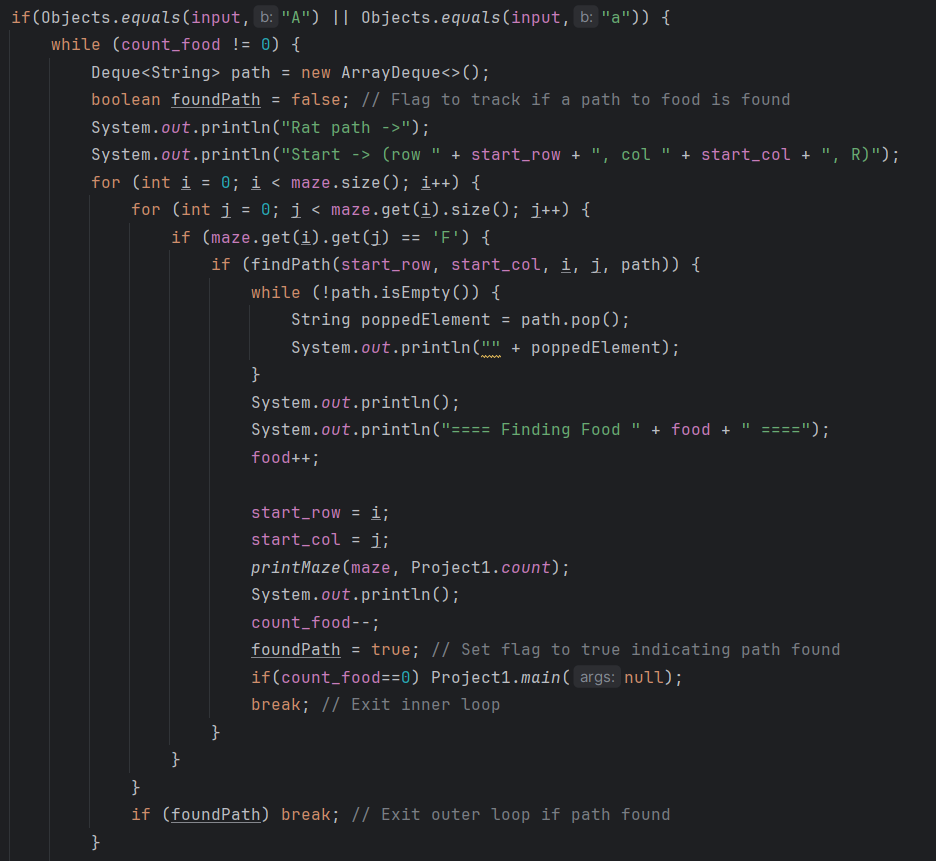 if(Objects.equals(input, b: "A") || Objects.equals(input, b: "a")) {
    while (count_food != 0) {
        Deque<String> path = new ArrayDeque<>();
        boolean foundPath = false; // Flag to track if a path to food is found
        System.out.println("Rat path ->");
        System.out.println("Start -> (row " + start_row + ", col " + start_col + ", R)");
        for (int i = 0; i < maze.size(); i++) {
            for (int j = 0; j < maze.get(i).size(); j++) {
                if (maze.get(i).get(j) == 'F') {
                    if (findPath(start_row, start_col, i, j, path)) {
                        while (!path.isEmpty()) {
                            String poppedElement = path.pop();
                            System.out.println("" + poppedElement);
                        }
                        System.out.println();
                        System.out.println("==== Finding Food " + food + " ====");
                        food++;

                        start_row = i;
                        start_col = j;
                        printMaze(maze, Project1.count);
                        System.out.println();
                        count_food--;
                        foundPath = true; // Set flag to true indicating path found
                        if(count_food==0) Project1.main( args: null);
                        break; // Exit inner loop
                    }
                }
            }
            if (foundPath) break; // Exit outer loop if path found
        }